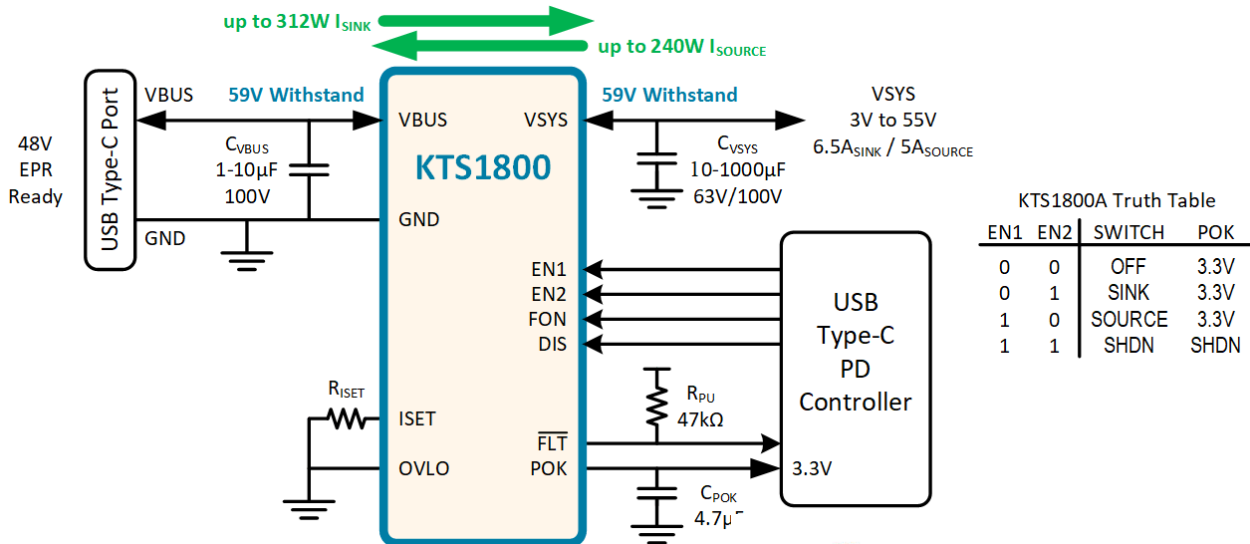 up to 312W ISINK
up to 240W ISOURCE
USB Type-C Port
VBUS
59V Withstand
VBUS
VSYS
59V Withstand
VSYS
3V to 55V
6.5ASINK / 5ASOURCE
48V
EPR
Ready
CVBUS
1-10µF
100V
KTS1800
CVSYS
10-1000µF
63V/100V
GND
GND
KTS1800A Truth Table
EN1 EN2 SWITCH POK
0 0 OFF 3.3V
0 1 SINK 3.3V
1 0 SOURCE 3.3V
1 1 SHDN SHDN
EN1
EN2
FON
DIS
USB
Type-C
PD
Controller
RISET
ISET
RPU
47kΩ
FLT
OVLO
POK
3.3V
CPOK
4.7µF